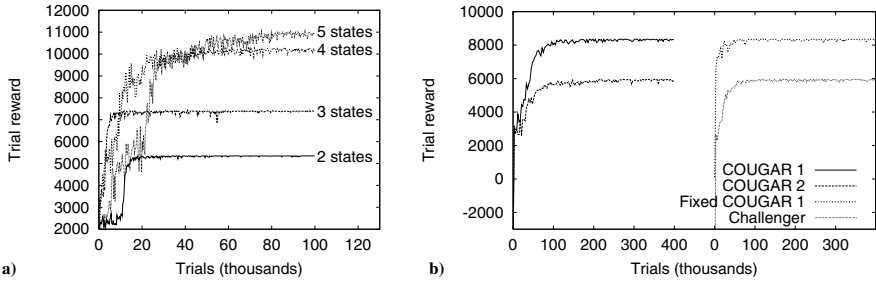 12000
11000
10000
9000
8000
7000
6000
5000
4000
3000
2000
Trial reward
5 states
4 states
3 states
2 states
0 20 40 60 80 100 120
Trials (thousands)
a)
10000
8000
6000
4000
2000
0
-2000
Trial reward
COUGAR 1
COUGAR 2
Fixed COUGAR 1
Challenger
0 100 200 300 400 0 100 200 300
Trials (thousands)
b)